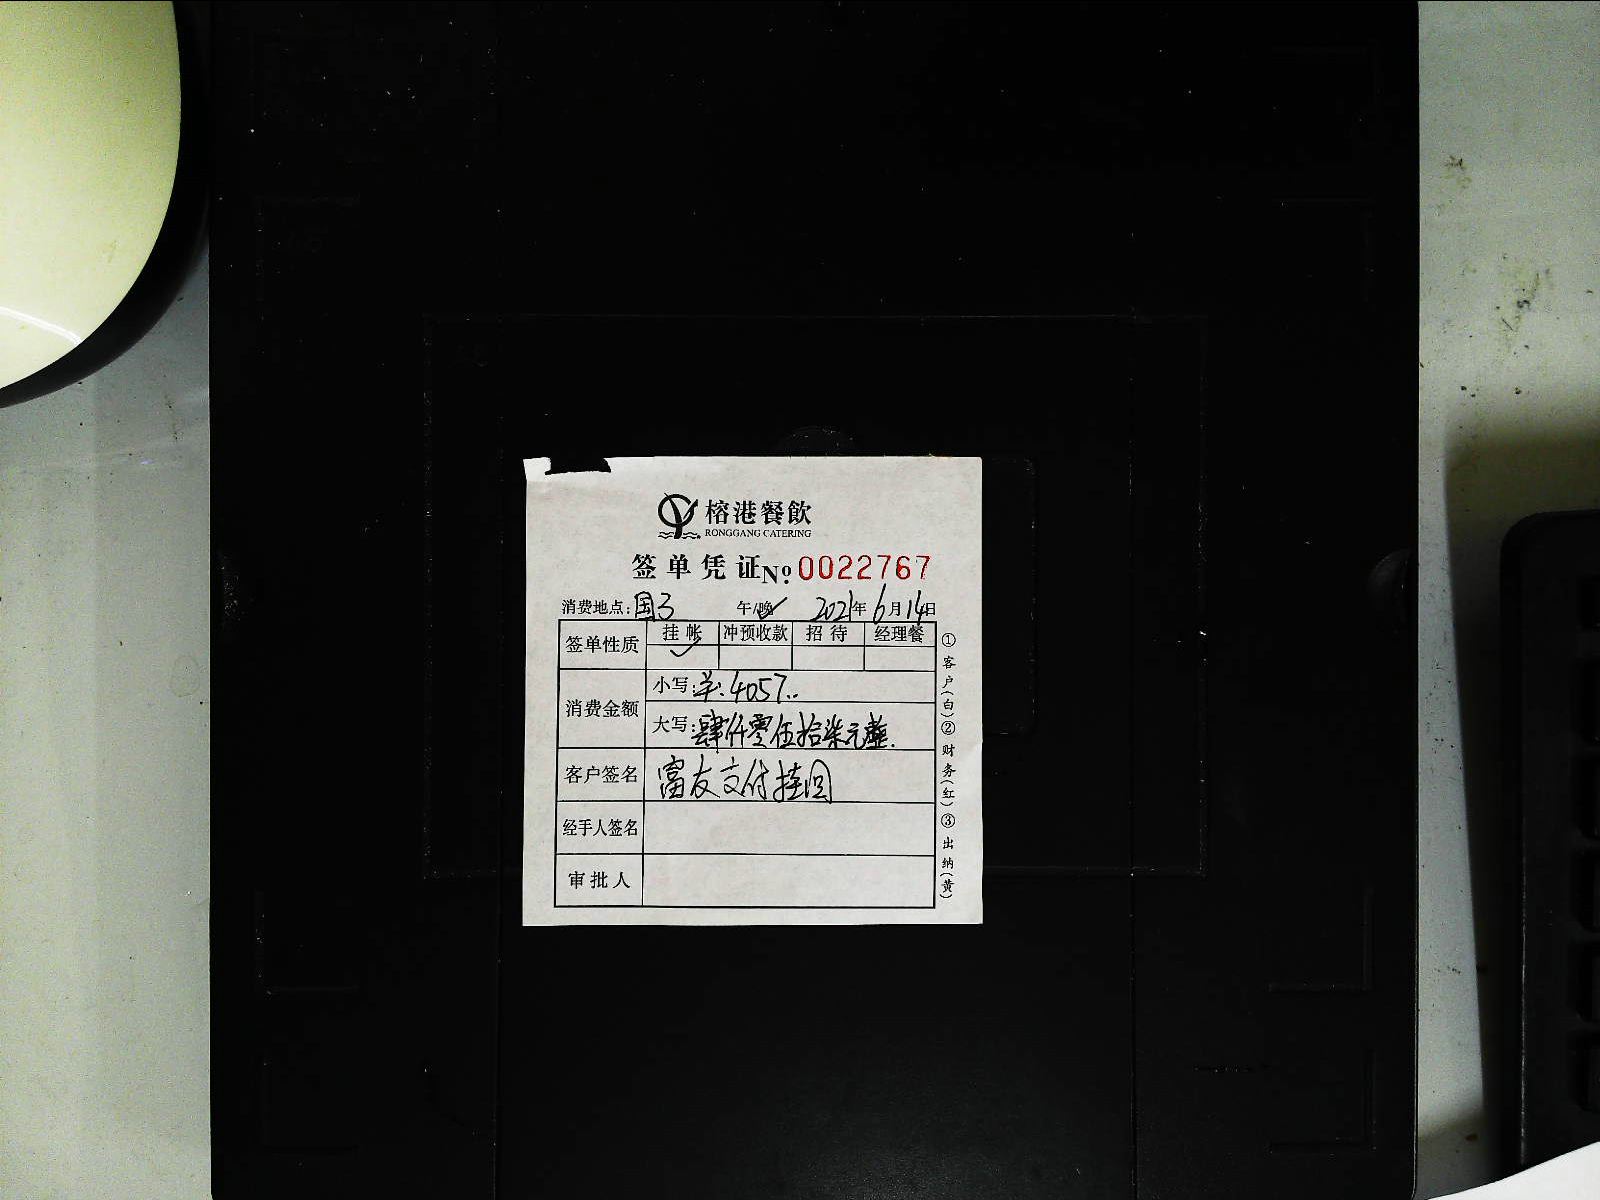 榕港餐飲
RONGGANG CATERING
签单凭证No.0022767
消费地点:国3 午/晚✓ 2021年6月14日
签单性质 挂帐 冲预收款 招待 经理餐
✓
消费金额 小写:¥:4057..
大写:肆仟零伍拾柒元整.
客户签名 富友支付挂回
经手人签名
审批人
①客户(白)②财务(红)③出纳(黄)